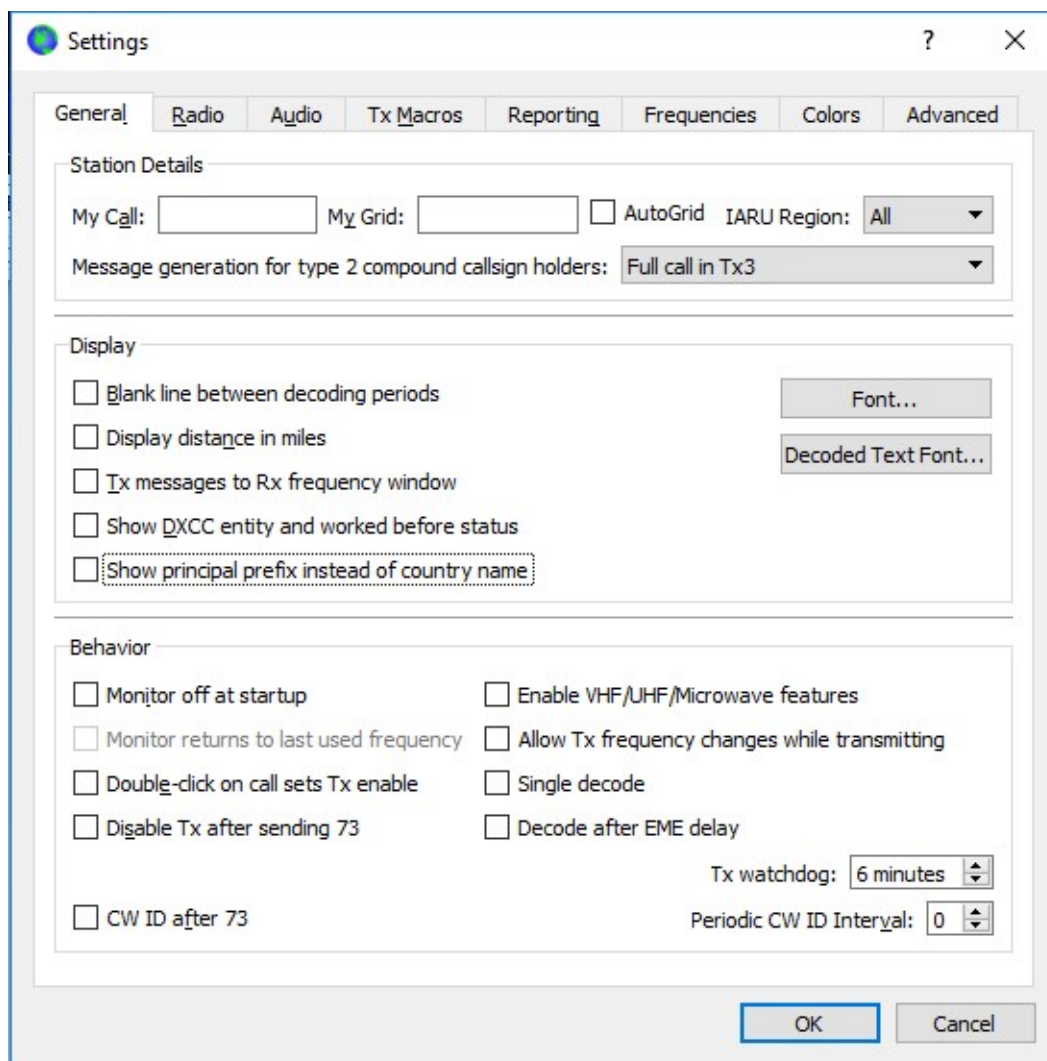 Settings ?
General Radio Audio Tx Macros Reporting Frequencies Colors Advanced
Station Details
My Call: My Grid: AutoGrid IARU Region: All
Message generation for type 2 compound callsign holders: Full call in Tx3
Display
Blank line between decoding periods Font...
Display distance in miles
Decoded Text Font...
Tx messages to Rx frequency window
Show DXCC entity and worked before status
Show principal prefix instead of country name
Behavior
Monitor off at startup Enable VHF/UHF/Microwave features
Monitor returns to last used frequency Allow Tx frequency changes while transmitting
Double-click on call sets Tx enable Single decode
Disable Tx after sending 73 Decode after EME delay
Tx watchdog: 6 minutes
CW ID after 73 Periodic CW ID Interval: 0
OK Cancel